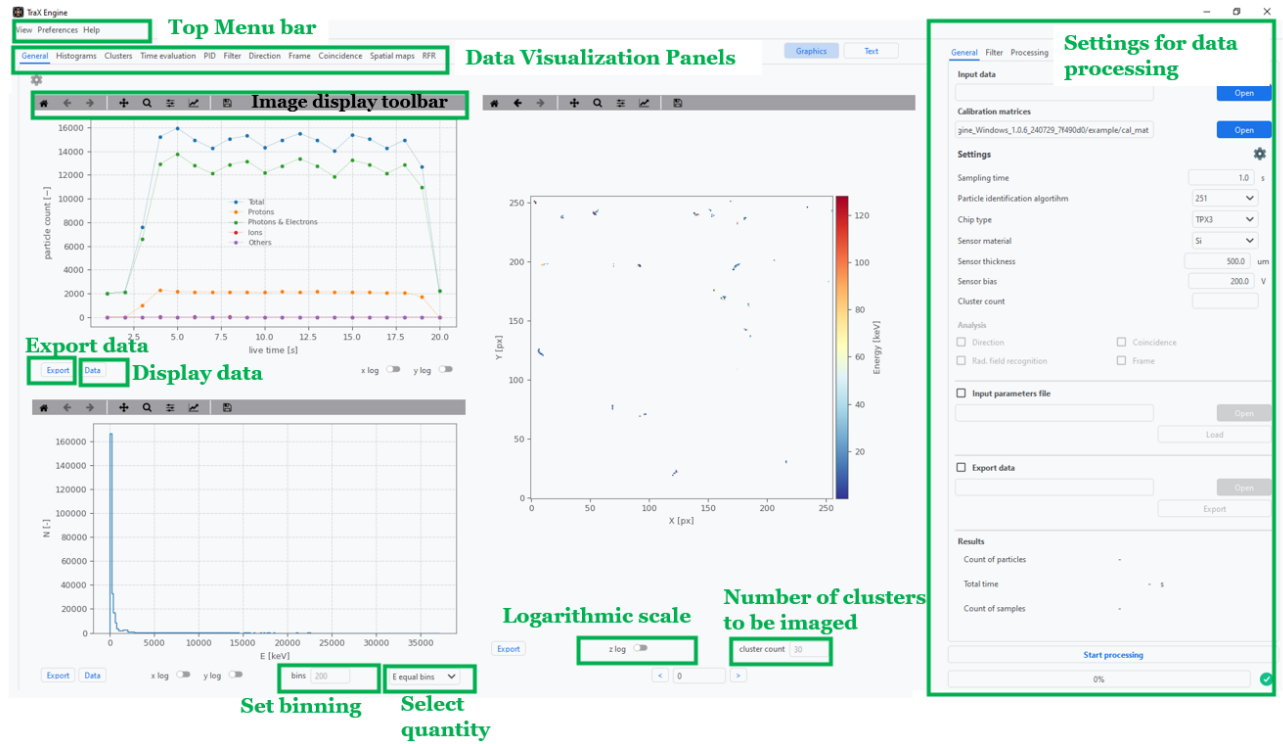 TraX Engine
View Preferences Help
Top Menu bar
General Histograms Clusters Time evaluation PID Filter Direction Frame Coincidence Spatial maps RFR
Data Visualization Panels
Graphics Text
Image display toolbar
16000
14000
12000
10000
8000
6000
4000
2000
0
particle count [−]
Total
Protons
Photons & Electrons
Ions
Others
2.5 5.0 7.5 10.0 12.5 15.0 17.5 20.0
live time [s]
Export data
Export Data
Display data
x log y log
160000
140000
120000
100000
80000
60000
40000
20000
0
N [-]
0 5000 10000 15000 20000 25000 30000 35000
E [keV]
Export Data
x log y log
bins 200
E equal bins
Set binning
Select
quantity
250
200
150
100
50
0
Y [px]
0 50 100 150 200 250
X [px]
120
100
80
60
40
20
Energy [keV]
Logarithmic scale
Number of clusters
to be imaged
Export
z log
cluster count 30
< 0 >
General Filter Processing
Settings for data
processing
Input data
Open
Calibration matrices
gine_Windows_1.0.6_240729_7f490d0/example/cal_mat Open
Settings
Sampling time 1.0 s
Particle identification algortihm 251
Chip type TPX3
Sensor material Si
Sensor thickness 500.0 um
Sensor bias 200.0 V
Cluster count
Analysis
Direction Coincidence
Rad. field recognition Frame
Input parameters file
Open
Load
Export data
Open
Export
Results
Count of particles -
Total time - s
Count of samples -
Start processing
0%